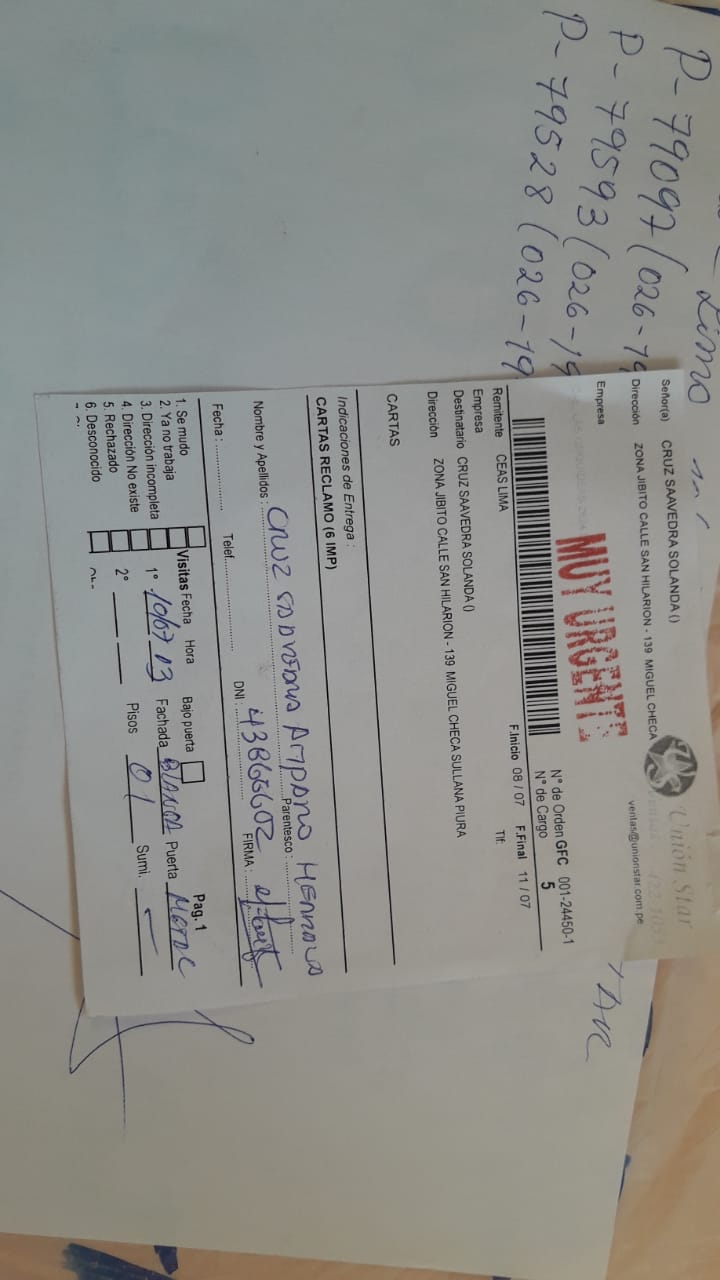 Lima
P- 79097 (026-19
P- 79593 (026-19
P- 79528 (026-19
Unión Star
ventas@unionstar.com.pe
Señor(a) CRUZ SAAVEDRA SOLANDA ()
Dirección ZONA JIBITO CALLE SAN HILARION - 139 MIGUEL CHECA
Empresa
MUY URGENTE
N° de Orden GFC 001-24450-1
N° de Cargo 5
F.Inicio 08 / 07 F.Final 11 / 07
Remitente CEAS LIMA Tlf:
Empresa
Destinatario CRUZ SAAVEDRA SOLANDA ()
Dirección ZONA JIBITO CALLE SAN HILARION - 139 MIGUEL CHECA SULLANA PIURA
CARTAS
Indicaciones de Entrega :
CARTAS RECLAMO (6 IMP)
Nombre y Apellidos : Cruz
Parentesco :
Fecha : Telef. DNI : 43866602 FIRMA :
Pag. 1
1. Se mudo
2. Ya no trabaja
3. Dirección incompleta
4. Dirección No existe
5. Rechazado
6. Desconocido
Visitas Fecha Hora Bajo puerta
1° 10/07 03 Fachada Blanca Puerta Metal
2° Pisos 01 Sumi.